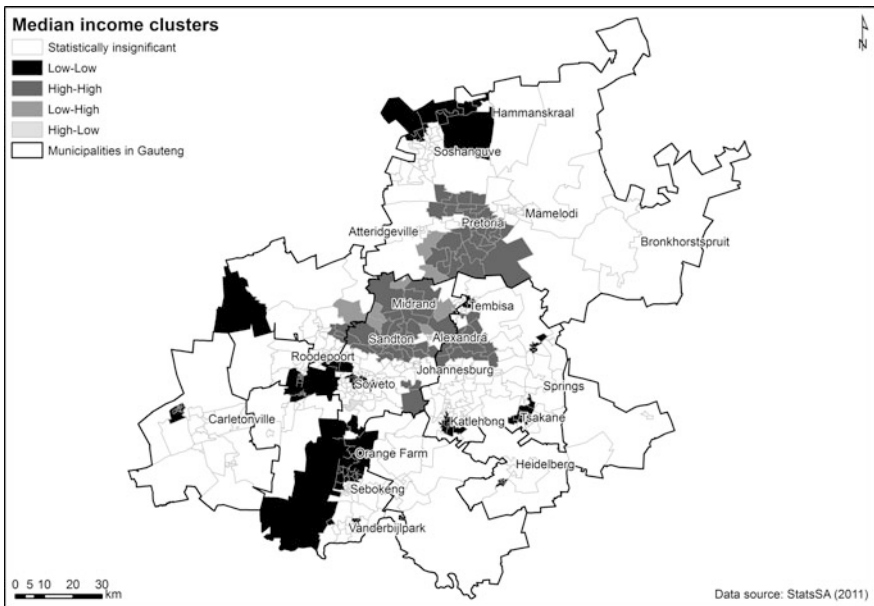 Median income clusters
Statistically insignificant
Low-Low
High-High
Low-High
High-Low
Municipalities in Gauteng
N
Hammanskraal
Soshanguve
Pretoria
Mamelodi
Atteridgeville
Bronkhorstspruit
Midrand
Tembisa
Sandton
Alexandra
Roodepoort
Johannesburg
Soweto
Springs
Carletonville
Katlehong
Tsakane
Orange Farm
Heidelberg
Sebokeng
Vanderbijlpark
0 5 10 20 30
km
Data source: StatsSA (2011)